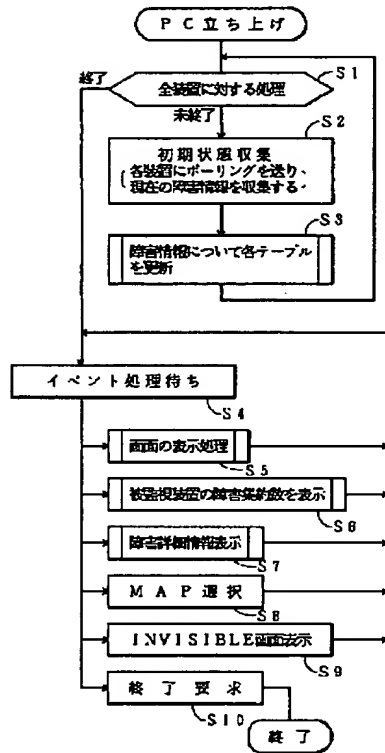 PC立ち上げ
終了
全装置に対する処理
S1
未終了
S2
初期状態収集
各装置にポーリングを送り、
現在の障害情報を収集する
S3
障害情報について各テーブル
を更新
イベント処理待ち
S4
画面の表示処理
S5
被監視装置の障害集約数を表示
S6
障害詳細情報表示
S7
MAP選択
S8
INVISIBLE画面表示
S9
終了要求
S10
終了